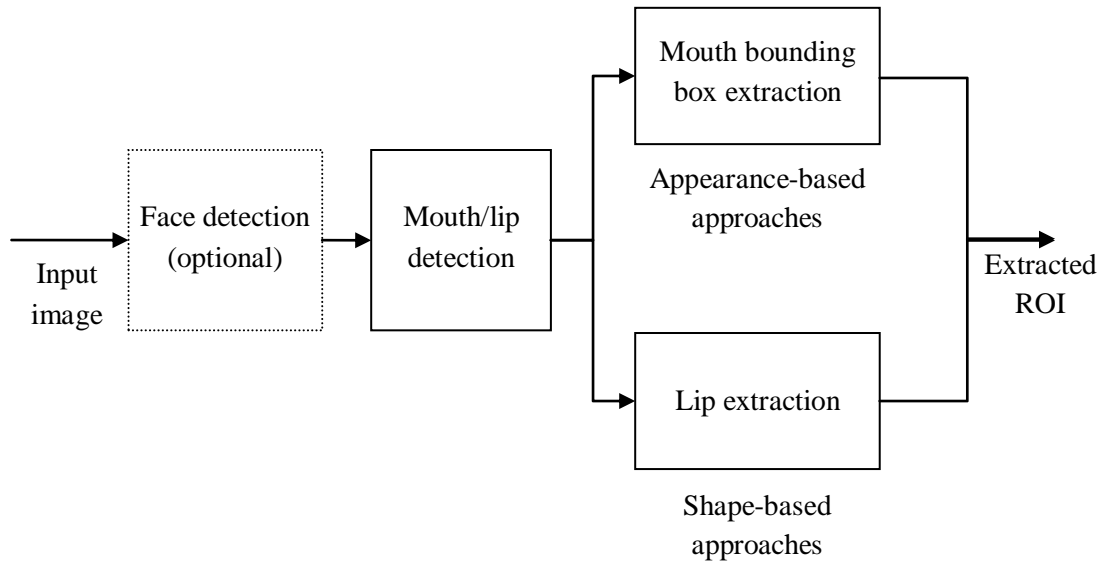 Input
image
Face detection
(optional)
Mouth/lip
detection
Mouth bounding
box extraction
Appearance-based
approaches
Lip extraction
Shape-based
approaches
Extracted
ROI